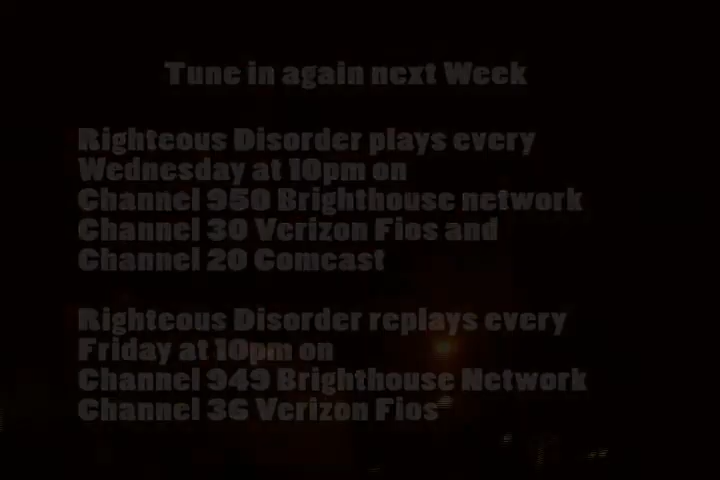 Tune in again next Week
Righteous Disorder plays every
Wednesday at 10pm on
Channel 950 Brighthouse network
Channel 30 Verizon Fios and
Channel 20 Comcast
Righteous Disorder replays every
Friday at 10pm on
Channel 949 Brighthouse Network
Channel 36 Verizon Fios